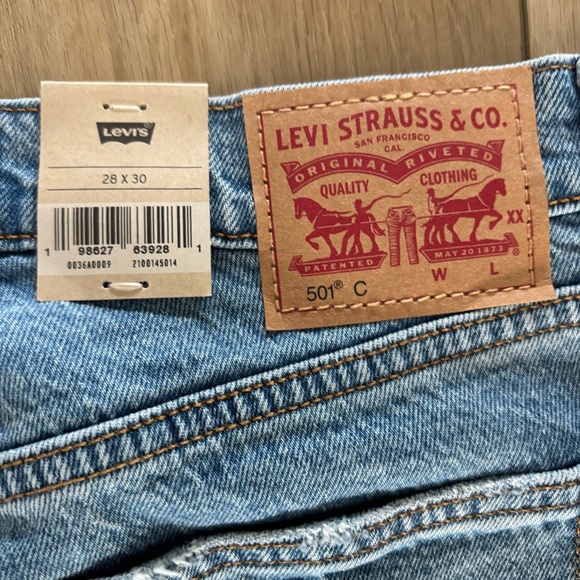 LEVI'S
28 X 30
1 98627 63928 1
0036A0009 2100145014
LEVI STRAUSS & CO.
SAN FRANCISCO
CAL.
ORIGINAL RIVETED
QUALITY CLOTHING
XX
PATENTED MAY 20 1873
®
W L
501® C